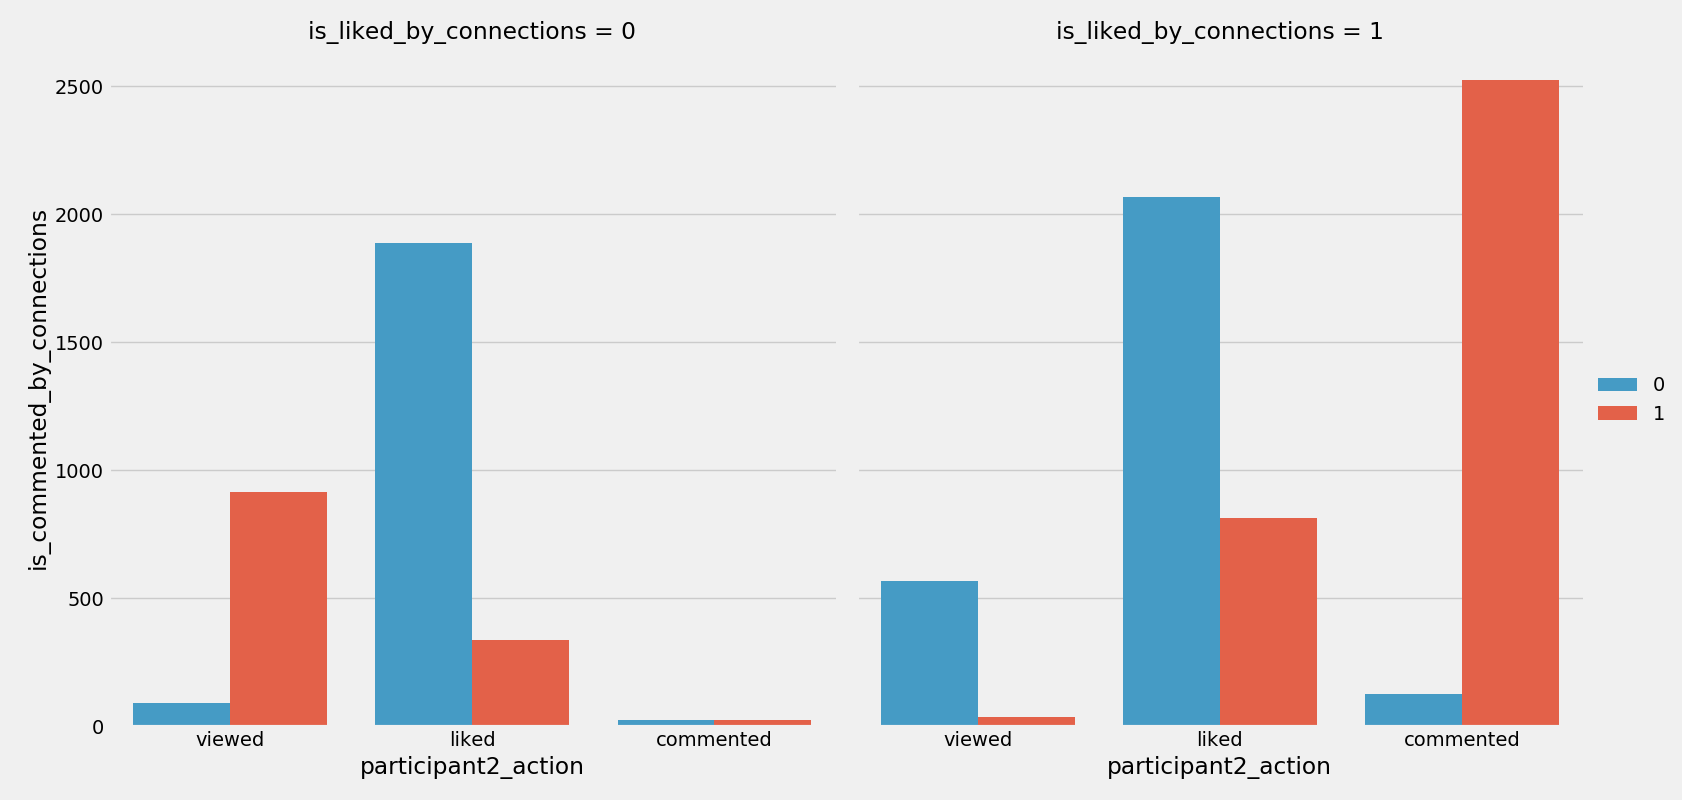 is_liked_by_connections = 0
is_liked_by_connections = 1
is_commented_by_connections
2500
2000
1500
1000
500
0
viewed
liked
commented
viewed
liked
commented
participant2_action
participant2_action
0
1